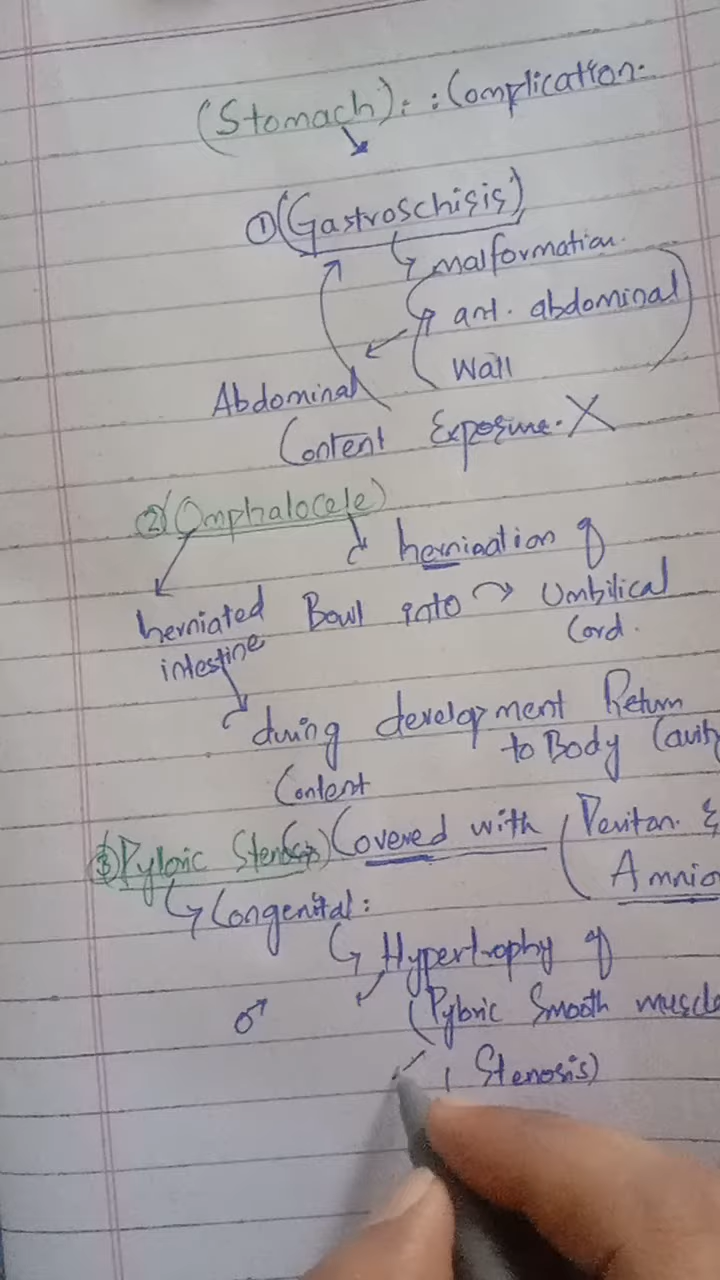 (Stomach): : Complication.
① (Gastroschisis)
malformation.
ant. abdominal
Wall
Abdominal
Content Exposure. X
② (Omphalocele)
herniation of
herniated Bowl into Umbilical
intestine Cord.
during development Return
to Body Cavity
Content
③ Pyloric Stenosis) Covered with (Periton. &
Amnio
Congenital:
Hypertrophy of
♂ (Pyloric Smooth muscle
, Stenosis)